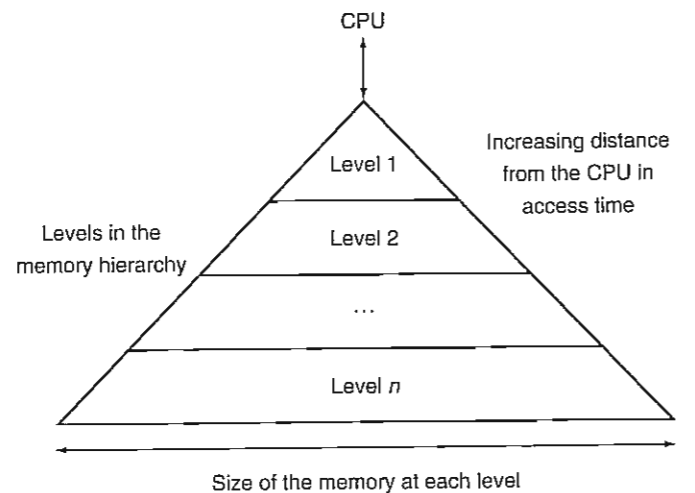 CPU
Level 1
Increasing distance
from the CPU in
access time
Levels in the
memory hierarchy
Level 2
...
Level n
Size of the memory at each level